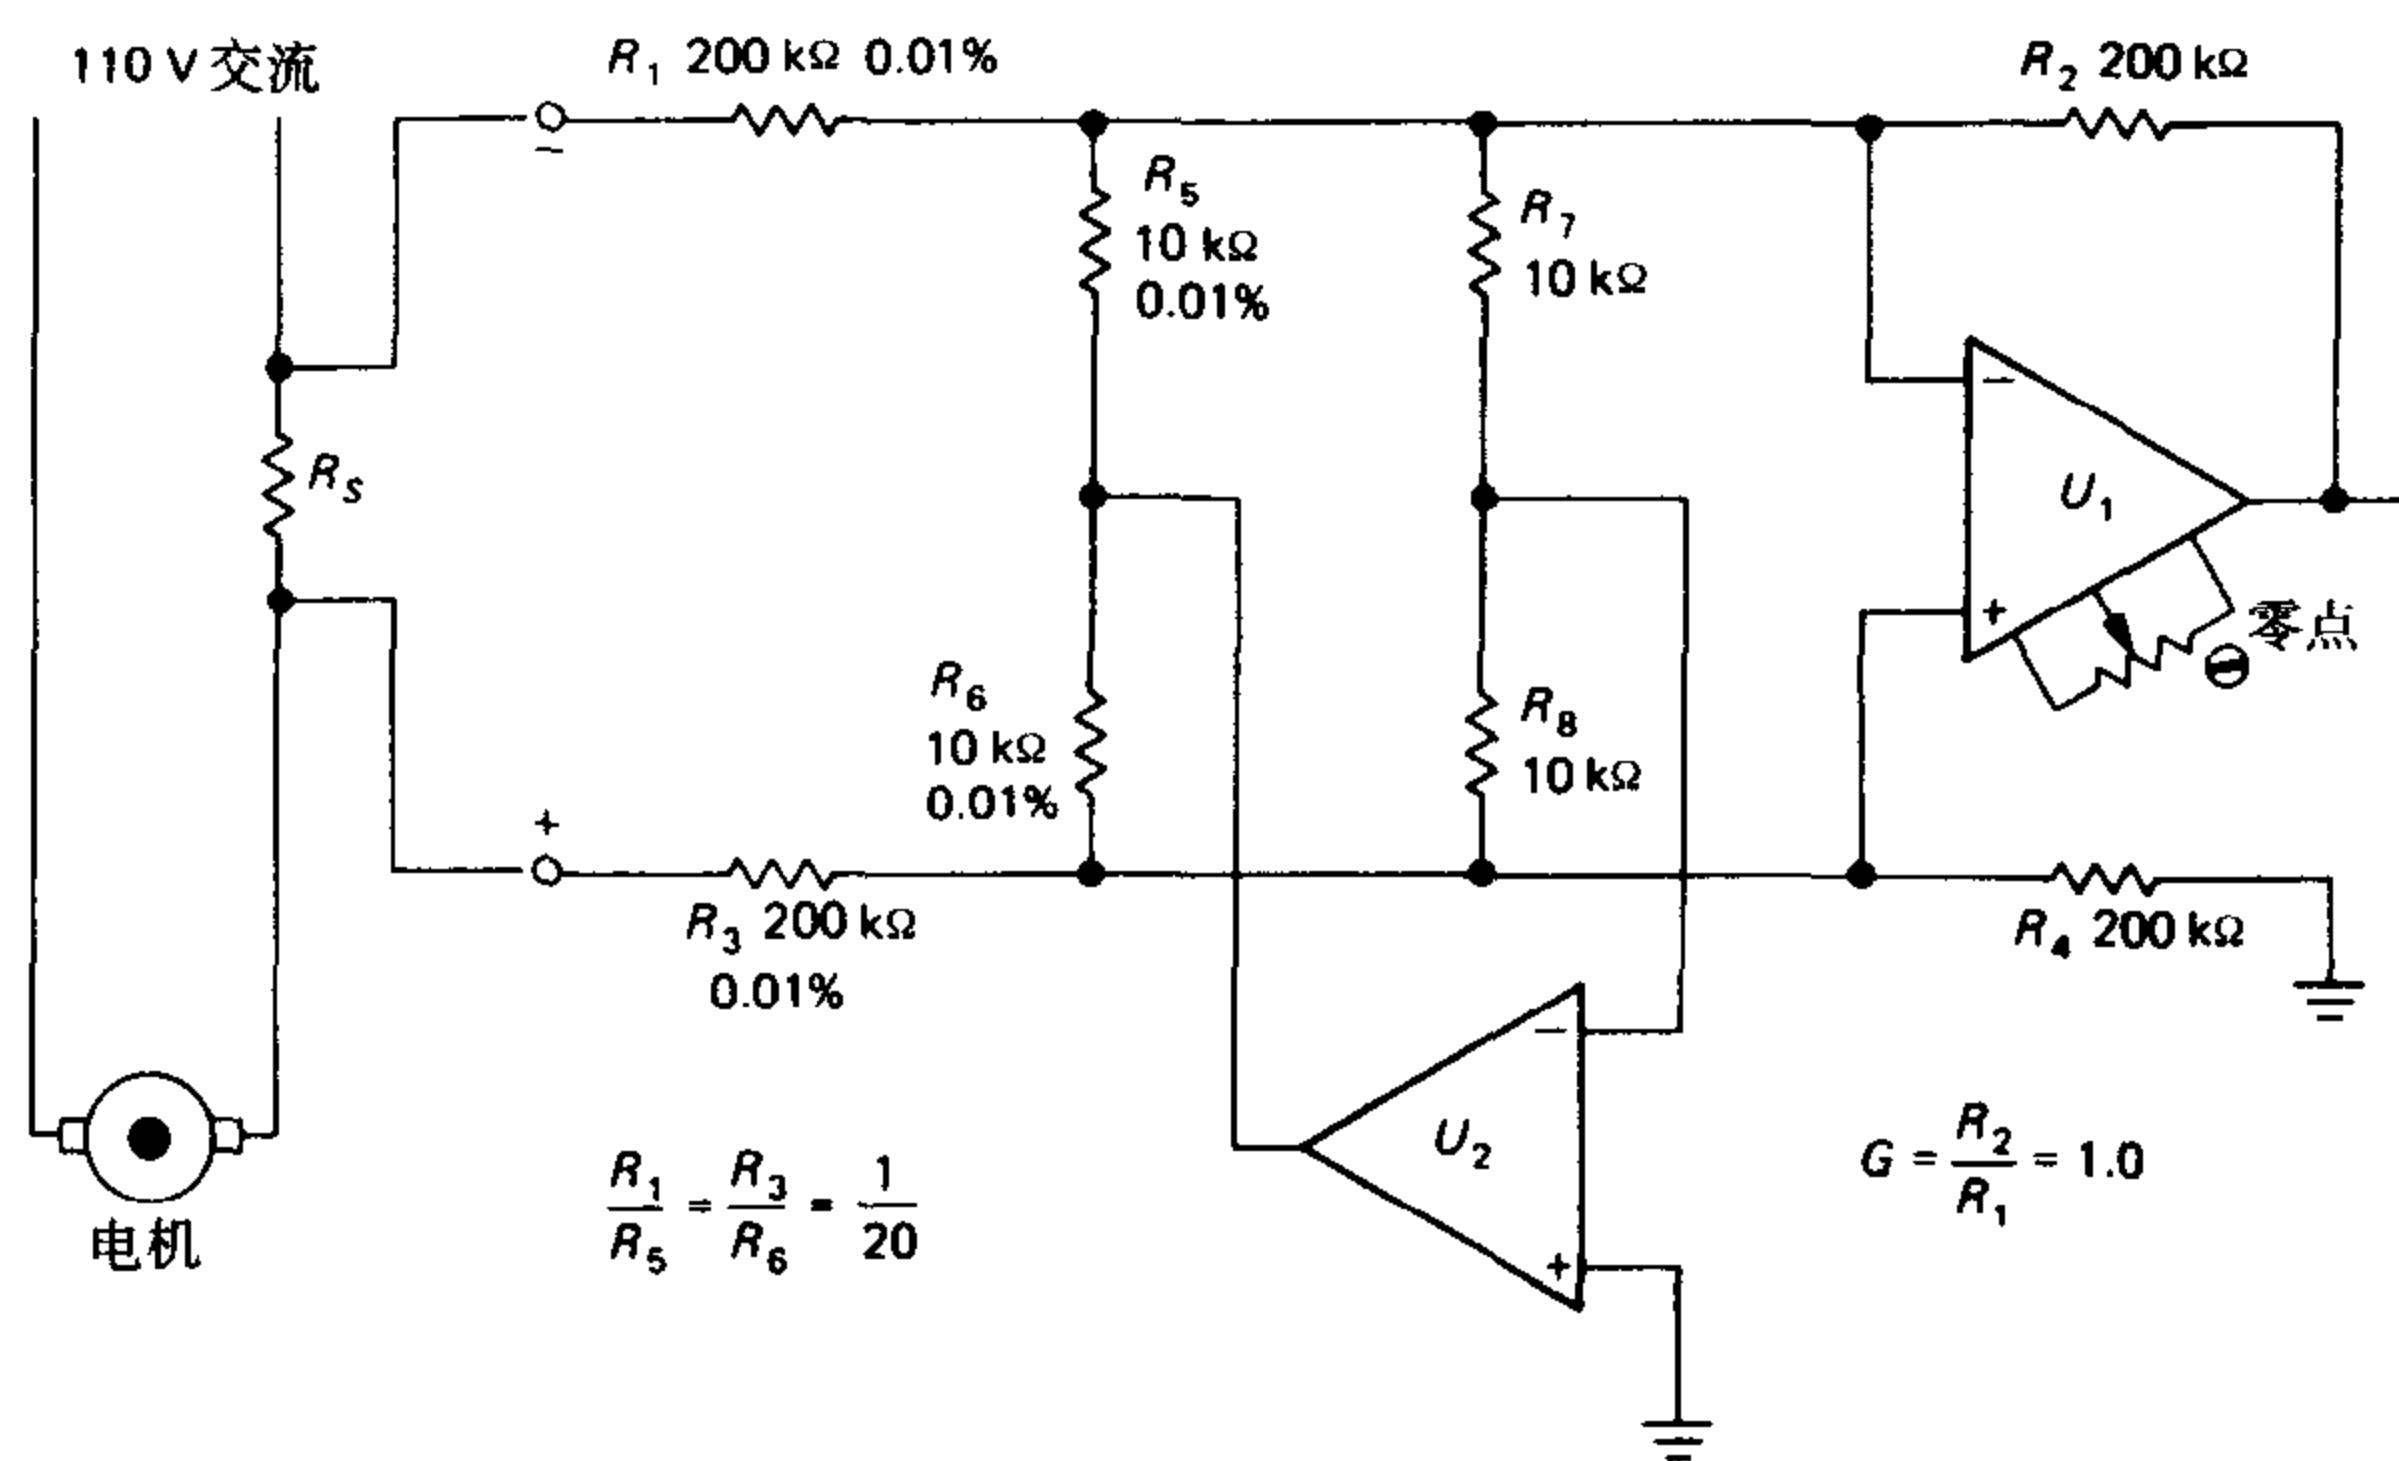 110 V 交流
R1 200 kΩ 0.01%
R2 200 kΩ
−
R5
10 kΩ
0.01%
R7
10 kΩ
−
RS
U1
+
零点
R6
10 kΩ
0.01%
R8
10 kΩ
+
R3 200 kΩ
0.01%
R4 200 kΩ
−
U2
+
电机
R1/R5 = R3/R6 = 1/20
G = R2/R1 = 1.0